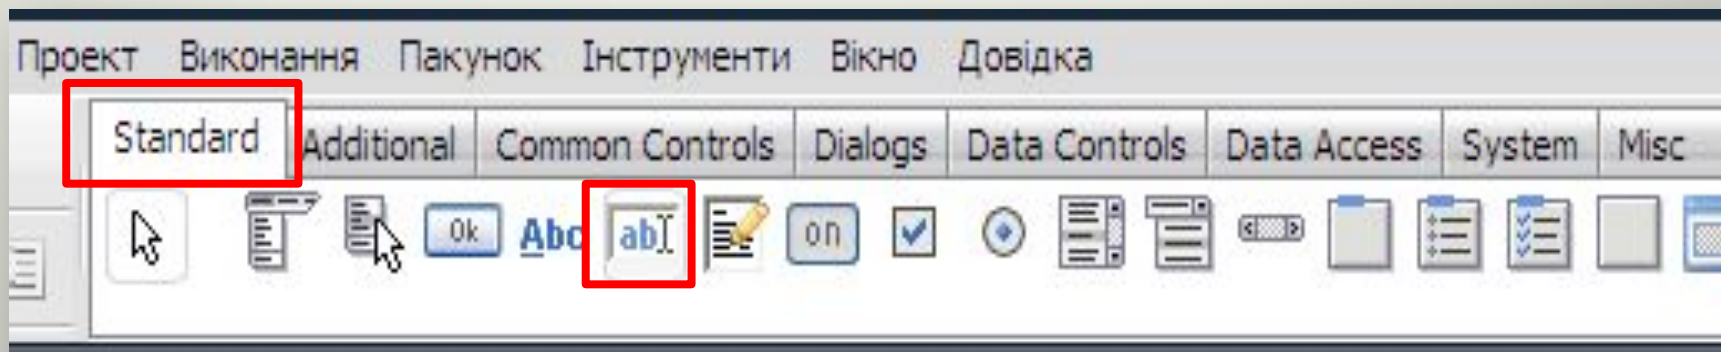 Проект Виконання Пакунок Інструменти Вікно Довідка
Standard Additional Common Controls Dialogs Data Controls Data Access System Misc
Ok Abc ab on